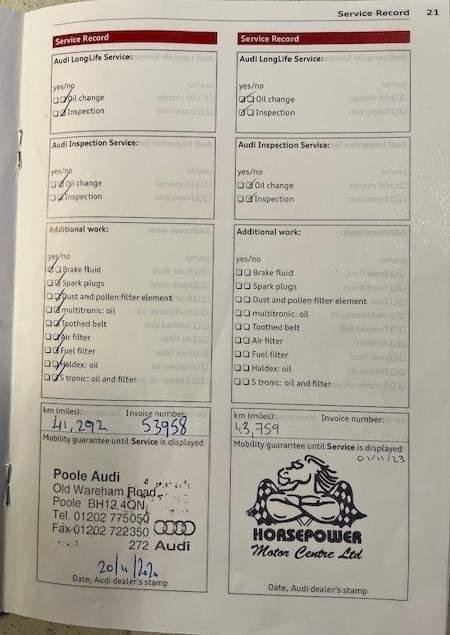 Service Record 21
Service Record
Audi LongLife Service:
yes/no
Oil change
Inspection
Audi Inspection Service:
yes/no
Oil change
Inspection
Additional work:
yes/no
Brake fluid
Spark plugs
Dust and pollen filter element
multitronic: oil
Toothed belt
Air filter
Fuel filter
Haldex: oil
S tronic: oil and filter
km (miles): Invoice number:
41,292 53958
Mobility guarantee until Service is displayed
Poole Audi
Old Wareham Road
Poole BH12 4QN
Tel. 01202 775050
Fax 01202 722350
272 Audi
20/11/2020
Date, Audi dealer's stamp
Service Record
Audi LongLife Service:
yes/no
Oil change
Inspection
Audi Inspection Service:
yes/no
Oil change
Inspection
Additional work:
yes/no
Brake fluid
Spark plugs
Dust and pollen filter element
multitronic: oil
Toothed belt
Air filter
Fuel filter
Haldex: oil
S tronic: oil and filter
km (miles): Invoice number:
43,759
Mobility guarantee until Service is displayed
01/11/23
HORSEPOWER
Motor Centre Ltd
Date, Audi dealer's stamp